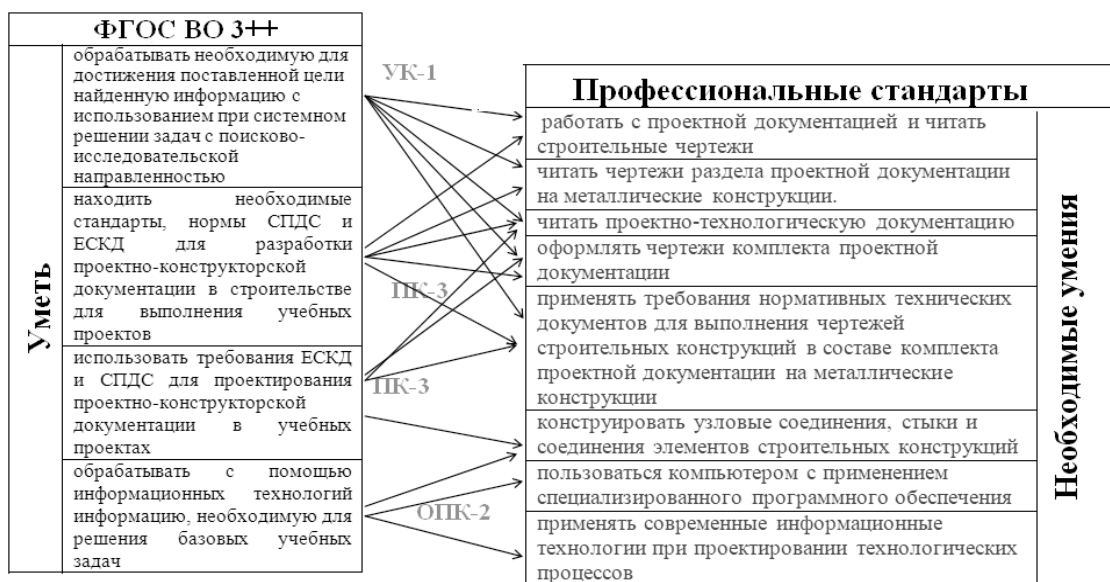 ФГОС ВО 3++
Уметь
обрабатывать необходимую для
достижения поставленной цели
найденную информацию с
использованием при системном
решении задач с поисково-
исследовательской
направленностью
находить необходимые
стандарты, нормы СПДС и
ЕСКД для разработки
проектно-конструкторской
документации в строительстве
для выполнения учебных
проектов
использовать требования ЕСКД
и СПДС для проектирования
проектно-конструкторской
документации в учебных
проектах
обрабатывать с помощью
информационных технологий
информацию, необходимую для
решения базовых учебных
задач
УК-1
ПК-3
ПК-3
ОПК-2
Профессиональные стандарты
работать с проектной документацией и читать
строительные чертежи
читать чертежи раздела проектной документации
на металлические конструкции.
читать проектно-технологическую документацию
оформлять чертежи комплекта проектной
документации
применять требования нормативных технических
документов для выполнения чертежей
строительных конструкций в составе комплекта
проектной документации на металлические
конструкции
конструировать узловые соединения, стыки и
соединения элементов строительных конструкций
пользоваться компьютером с применением
специализированного программного обеспечения
применять современные информационные
технологии при проектировании технологических
процессов
Необходимые умения